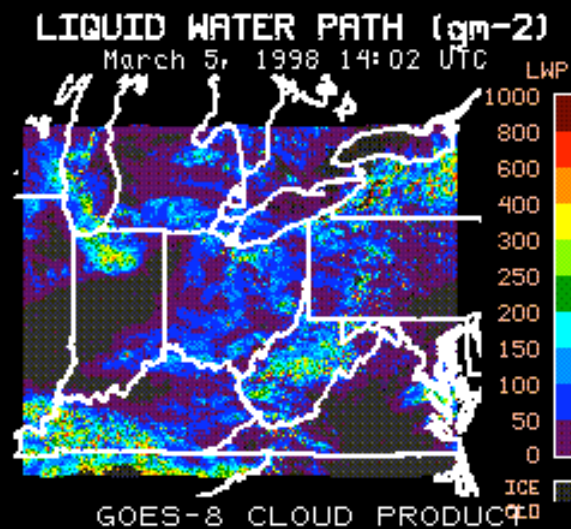 LIQUID WATER PATH (gm-2)
March 5, 1998 14:02 UTC
LWP
1000
800
600
400
300
250
200
150
100
50
0
ICE
CLD
GOES-8 CLOUD PRODUCT